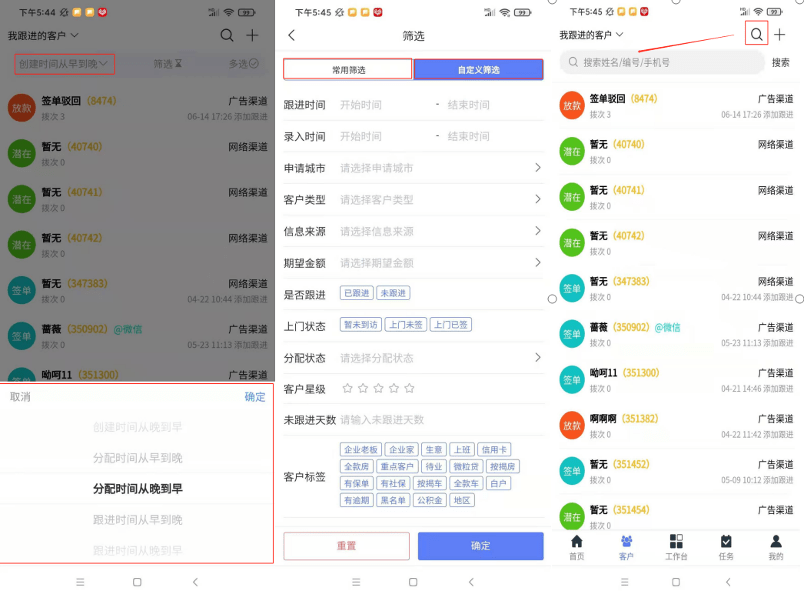 下午5:44
99
我跟进的客户
创建时间从早到晚
筛选
多选
放款
签单驳回 (8474)
广告渠道
拨次 3
06-14 17:26 添加跟进
潜在
暂无 (40740)
网络渠道
拨次 0
潜在
暂无 (40741)
网络渠道
拨次 0
潜在
暂无 (40742)
网络渠道
拨次 0
签单
暂无 (347383)
网络渠道
拨次 0
04-22 10:44 添加跟进
签单
蔷薇 (350902) @微信
广告渠道
拨次 0
05-23 11:13 添加跟进
签单
呦呵11 (351300)
广告渠道
取消
确定
创建时间从晚到早
分配时间从早到晚
分配时间从晚到早
跟进时间从早到晚
跟进时间从晚到早
下午5:45
99
筛选
常用筛选
自定义筛选
跟进时间 开始时间 - 结束时间
录入时间 开始时间 - 结束时间
申请城市 请选择申请城市
客户类型 请选择客户类型
信息来源 请选择信息来源
期望金额 请选择期望金额
是否跟进 已跟进 未跟进
上门状态 暂未到访 上门未签 上门已签
分配状态 请选择分配状态
客户星级
未跟进天数 请输入未跟进天数
客户标签
企业老板 企业家 生意 上班 信用卡
全款房 重点客户 待业 微粒贷 按揭房
有保单 有社保 按揭车 全款车 白户
有逾期 黑名单 公积金 地区
重置
确定
下午5:45
99
我跟进的客户
搜索姓名/编号/手机号
搜索
放款
签单驳回 (8474)
广告渠道
拨次 3
06-14 17:26 添加跟进
潜在
暂无 (40740)
网络渠道
拨次 0
潜在
暂无 (40741)
网络渠道
拨次 0
潜在
暂无 (40742)
网络渠道
拨次 0
签单
暂无 (347383)
网络渠道
拨次 0
04-22 10:44 添加跟进
签单
蔷薇 (350902) @微信
广告渠道
拨次 0
05-23 11:13 添加跟进
签单
呦呵11 (351300)
广告渠道
拨次 0
04-21 14:46 添加跟进
放款
啊啊啊 (351382)
广告渠道
拨次 0
04-22 11:42 添加跟进
签单
暂无 (351452)
广告渠道
拨次 0
05-09 10:12 添加跟进
潜在
暂无 (351454)
广告渠道
拨次 0
首页
客户
工作台
任务
我的